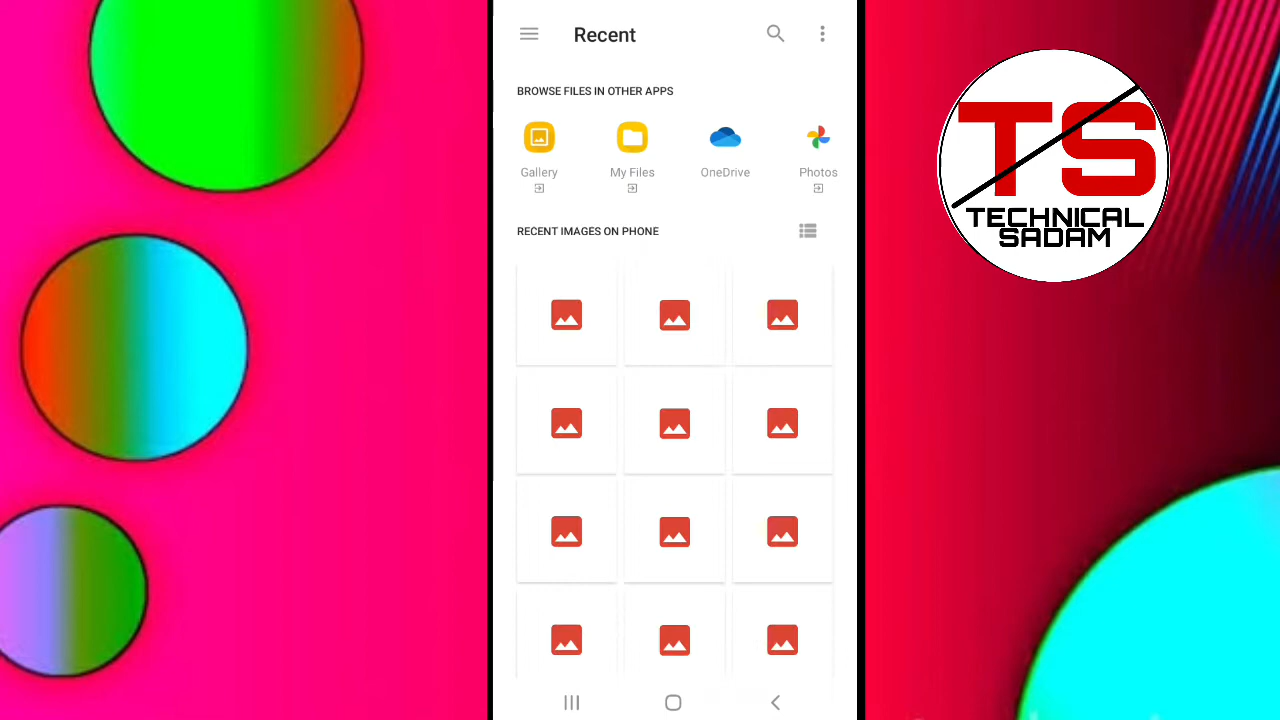 Recent
BROWSE FILES IN OTHER APPS
Gallery
My Files
OneDrive
Photos
RECENT IMAGES ON PHONE
TS
TECHNICAL
SADAM